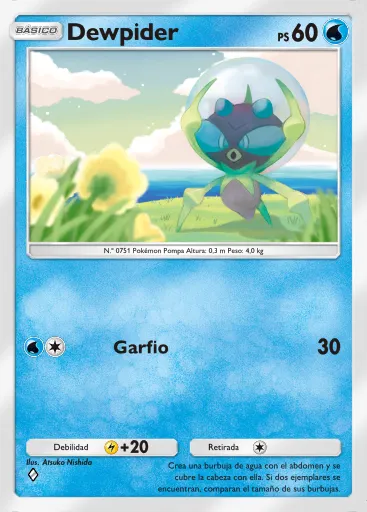 BÁSICO Dewpider PS 60
N.º 0751 Pokémon Pompa Altura: 0,3 m Peso: 4,0 kg
Garfio 30
Debilidad +20 Retirada
Ilus. Atsuko Nishida
Crea una burbuja de agua con el abdomen y se
cubre la cabeza con ella. Si dos ejemplares se
encuentran, comparan el tamaño de sus burbujas.